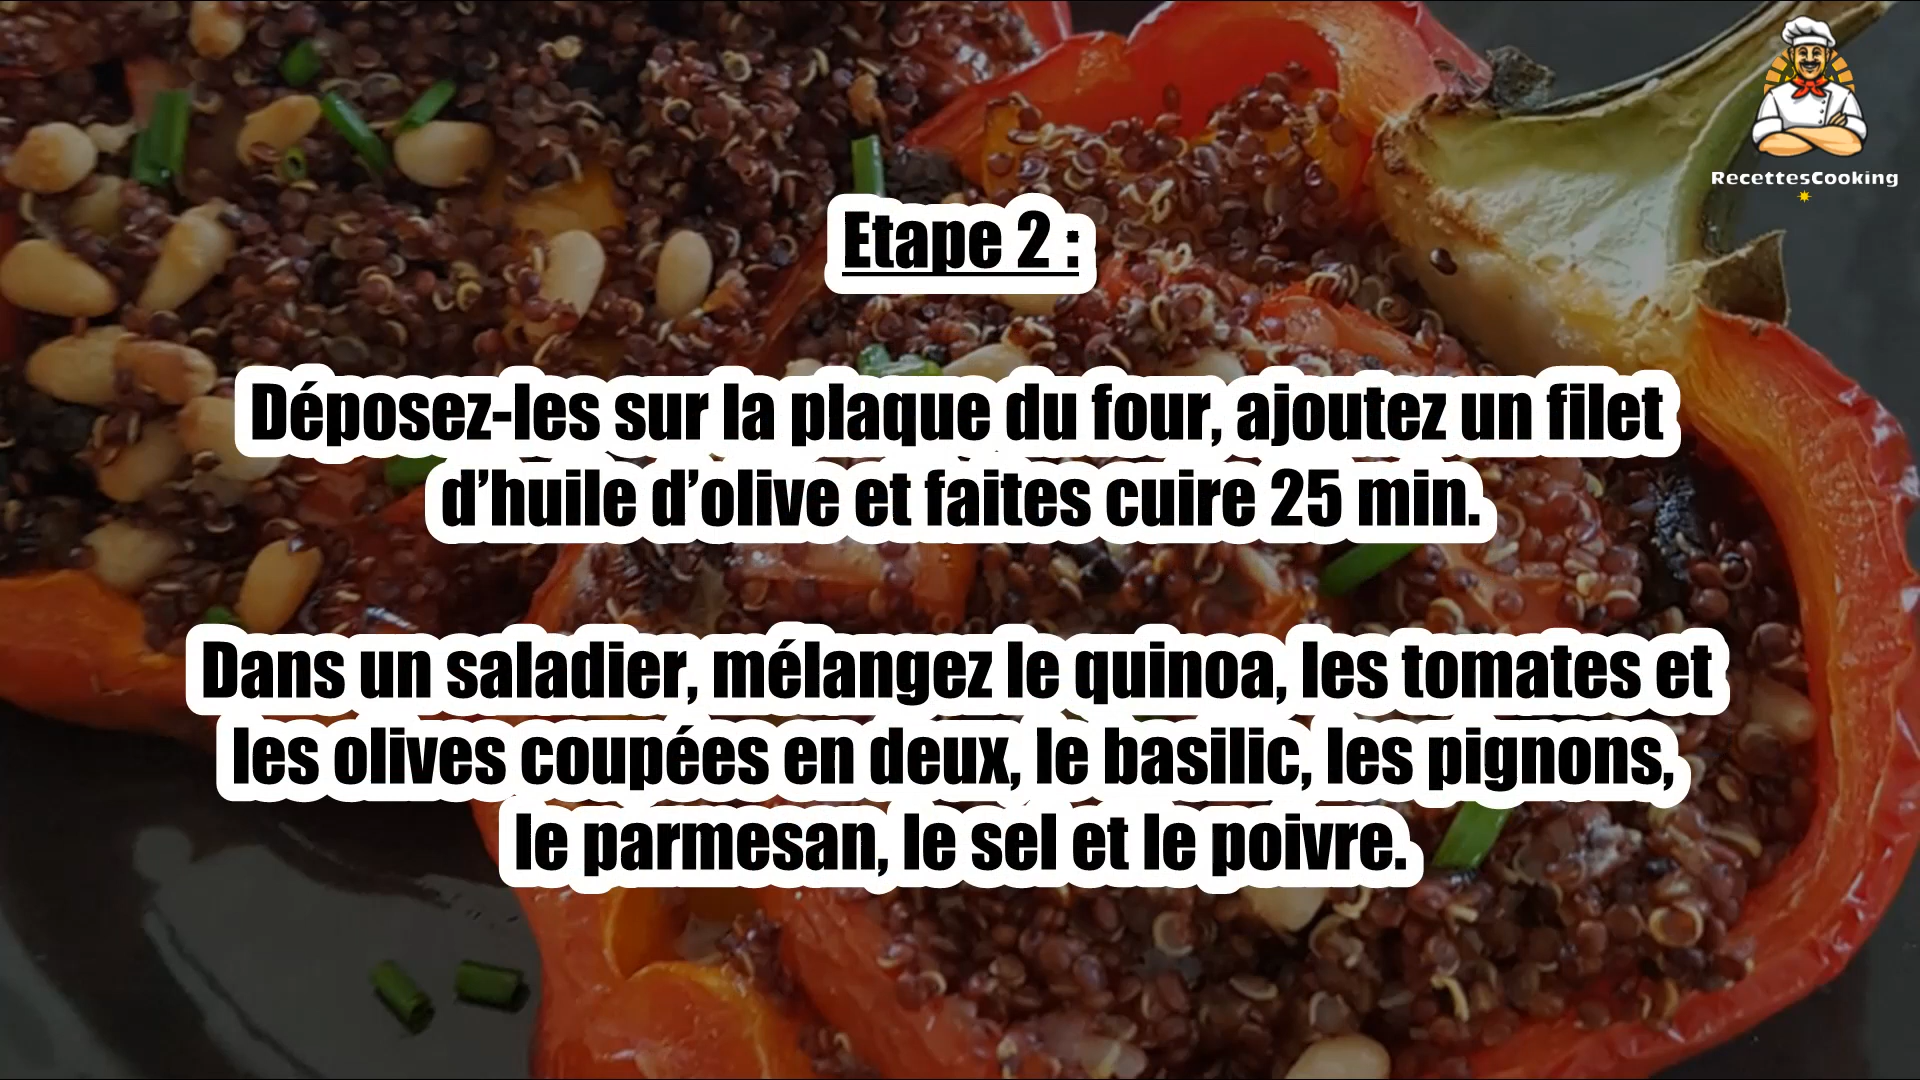 RecettesCooking
Etape 2 :
Déposez-les sur la plaque du four, ajoutez un filet
d’huile d’olive et faites cuire 25 min.
Dans un saladier, mélangez le quinoa, les tomates et
les olives coupées en deux, le basilic, les pignons,
le parmesan, le sel et le poivre.